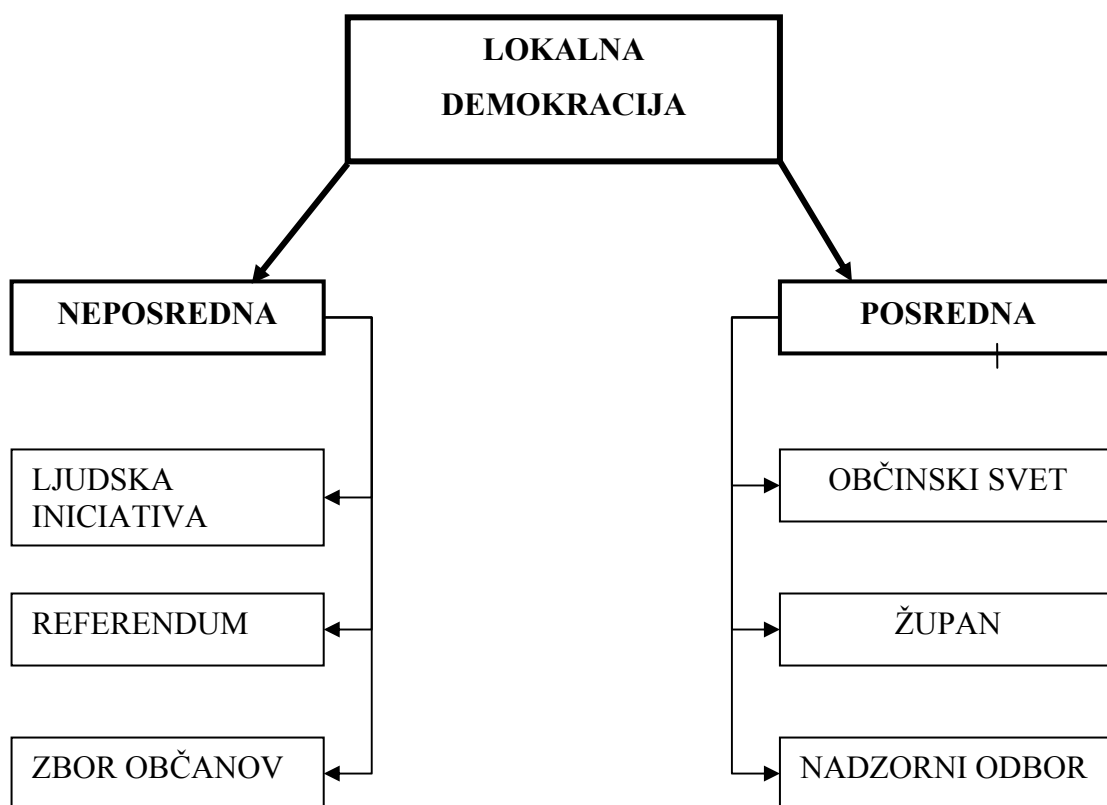 LOKALNA
DEMOKRACIJA
NEPOSREDNA
POSREDNA
LJUDSKA
INICIATIVA
OBČINSKI SVET
REFERENDUM
ŽUPAN
ZBOR OBČANOV
NADZORNI ODBOR